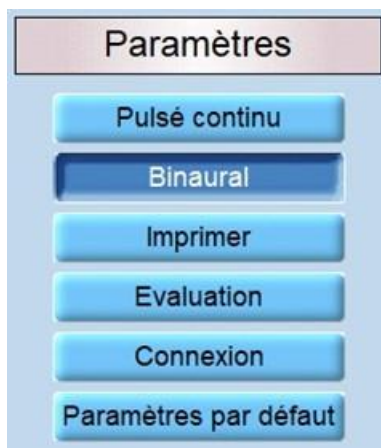 Paramètres
Pulsé continu
Binaural
Imprimer
Evaluation
Connexion
Paramètres par défaut